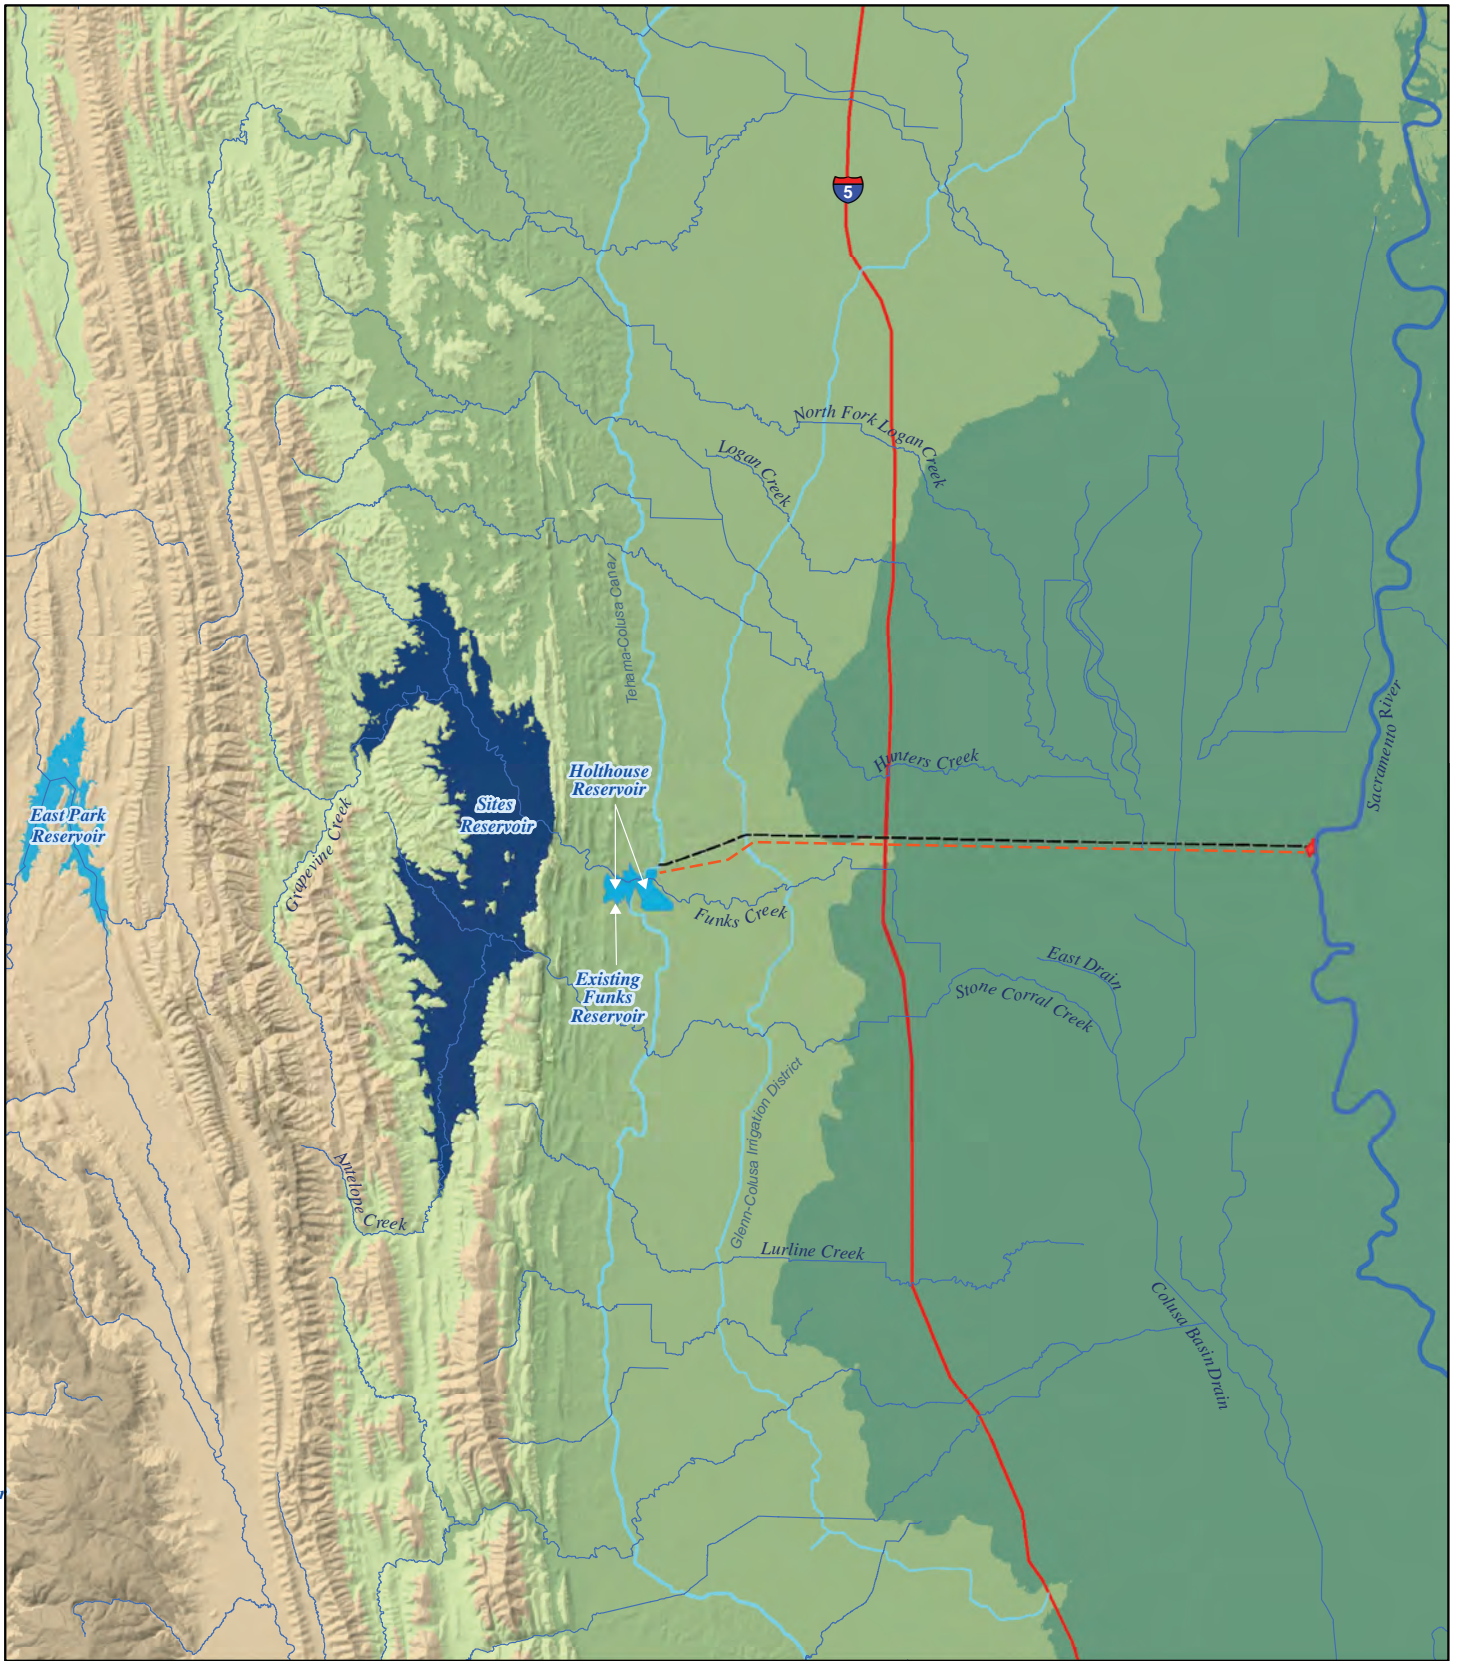 5
North Fork Logan Creek
Logan Creek
Tehama-Colusa Canal
Sacramento River
Hunters Creek
Holthouse
Reservoir
Sites
Reservoir
East Park
Reservoir
Grapevine Creek
Funks Creek
Existing
Funks
Reservoir
East Drain
Stone Corral Creek
Glenn-Colusa Irrigation District
Antelope
Creek
Lurline Creek
Colusa Basin Drain